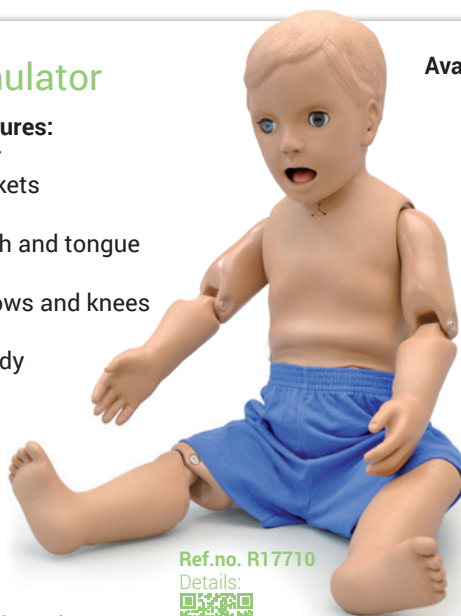 ulator
Ava
ures:
kets
h and tongue
ows and knees
dy
Ref.no. R17710
Details: